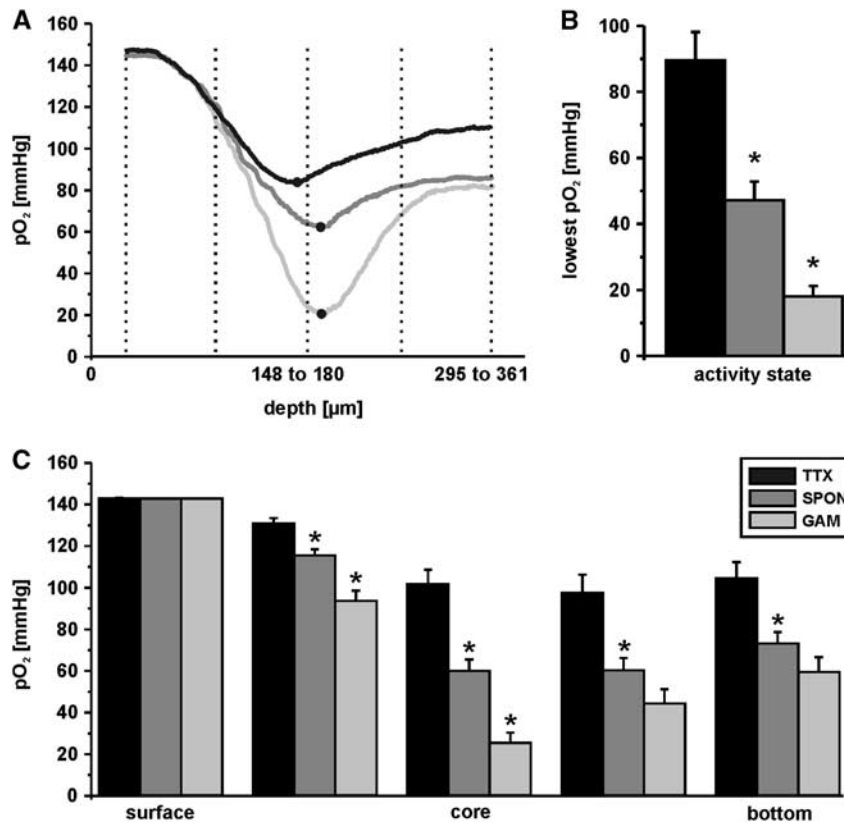 A
160
140
120
100
80
60
40
20
0
pO₂ [mmHg]
0
148 to 180
295 to 361
depth [µm]
B
100
80
60
40
20
0
lowest pO₂ [mmHg]
*
*
activity state
C
160
140
120
100
80
60
40
20
0
pO₂ [mmHg]
*
*
*
*
*
*
TTX
SPON
GAM
surface
core
bottom